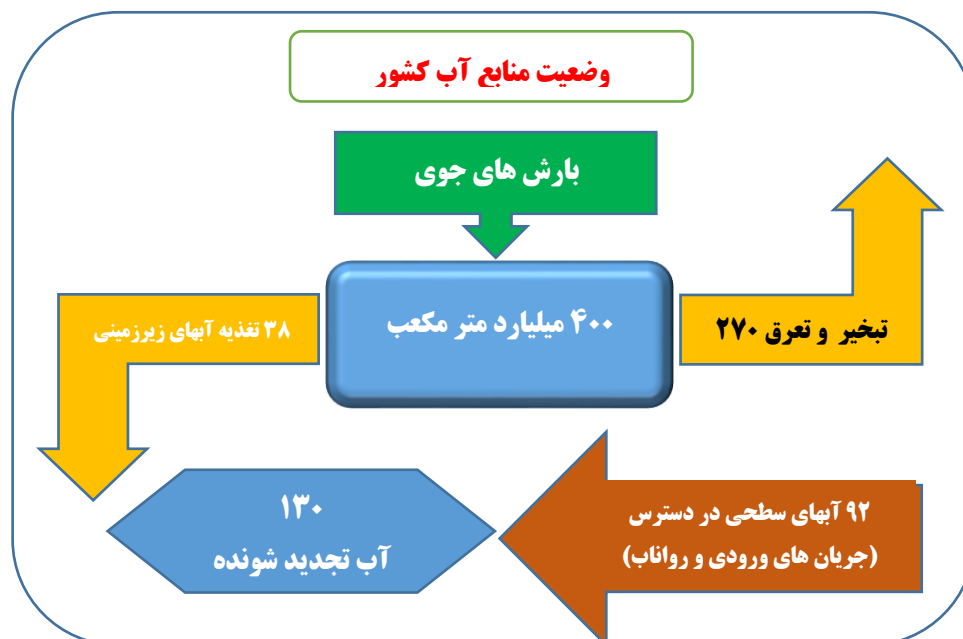 وضعیت منابع آب کشور
بارش های جوی
۴۰۰ میلیارد متر مکعب
تبخیر و تعرق ۲۷۰
۳۸ تغذیه آبهای زیرزمینی
۹۲ آبهای سطحی در دسترس
(جریان های ورودی و رواناب)
۱۳۰
آب تجدید شونده